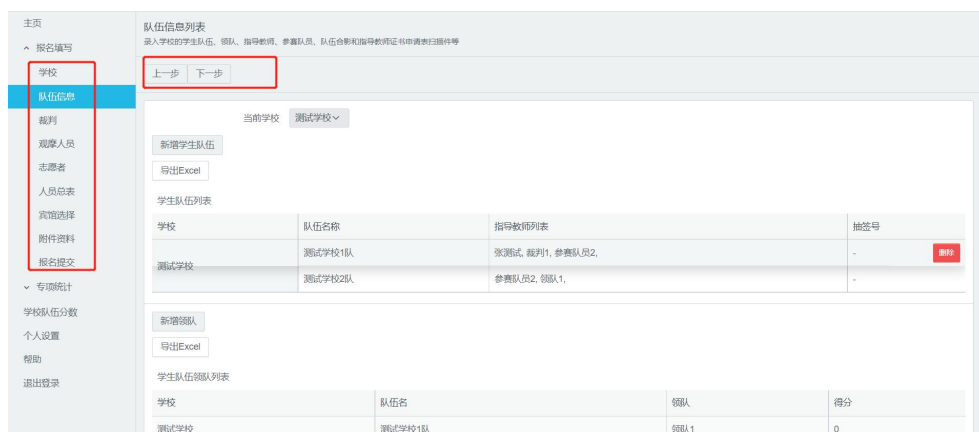 主页
报名填写
学校
队伍信息
裁判
观摩人员
志愿者
人员总表
宾馆选择
附件资料
报名提交
专项统计
学校队伍分数
个人设置
帮助
退出登录
队伍信息列表
录入学校的学生队伍、领队、指导教师、参赛队员、队伍合影和指导教师证书申请表扫描件等
上一步 下一步
当前学校 测试学校
新增学生队伍
导出Excel
学生队伍列表
学校 队伍名称 指导教师列表 抽签号
测试学校 测试学校1队 张测试, 裁判1, 参赛队员2, - 删除
测试学校2队 参赛队员2, 领队1, -
新增领队
导出Excel
学生队伍领队列表
学校 队伍名 领队 得分
测试学校 测试学校1队 领队1 0